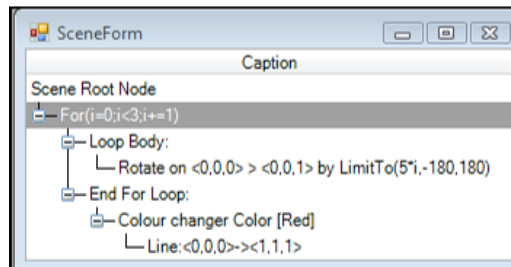 SceneForm
Caption
Scene Root Node
For(i=0;i<3;i+=1)
Loop Body:
Rotate on <0,0,0> > <0,0,1> by LimitTo(5*i,-180,180)
End For Loop:
Colour changer Color [Red]
Line:<0,0,0>-><1,1,1>